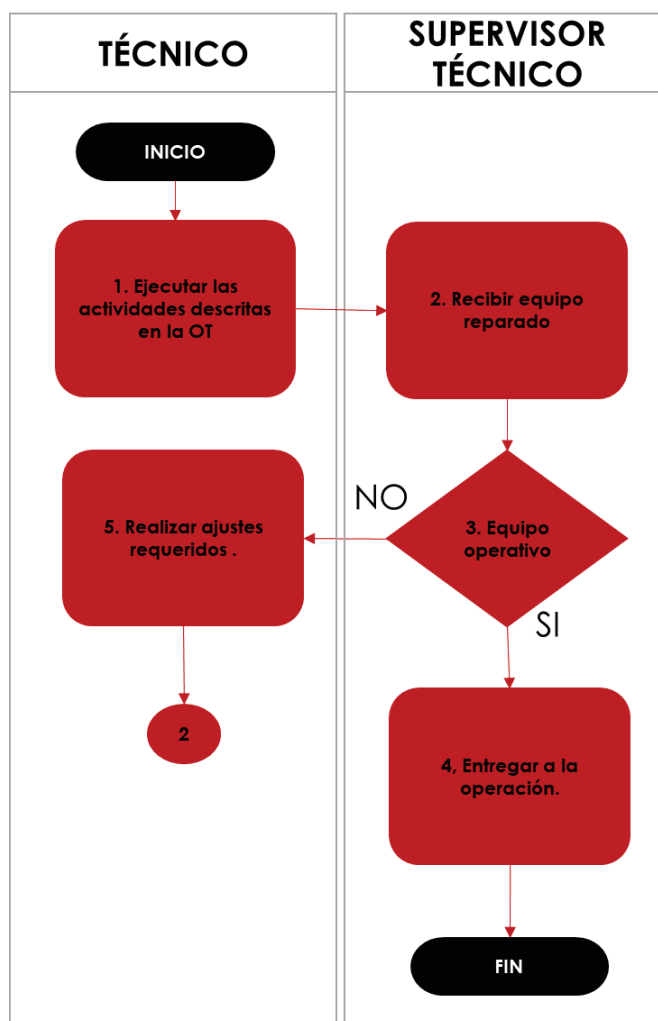 TÉCNICO
SUPERVISOR
TÉCNICO
INICIO
1. Ejecutar las
actividades descritas
en la OT
2. Recibir equipo
reparado
NO
5. Realizar ajustes
requeridos .
3. Equipo
operativo
SI
2
4, Entregar a la
operación.
FIN